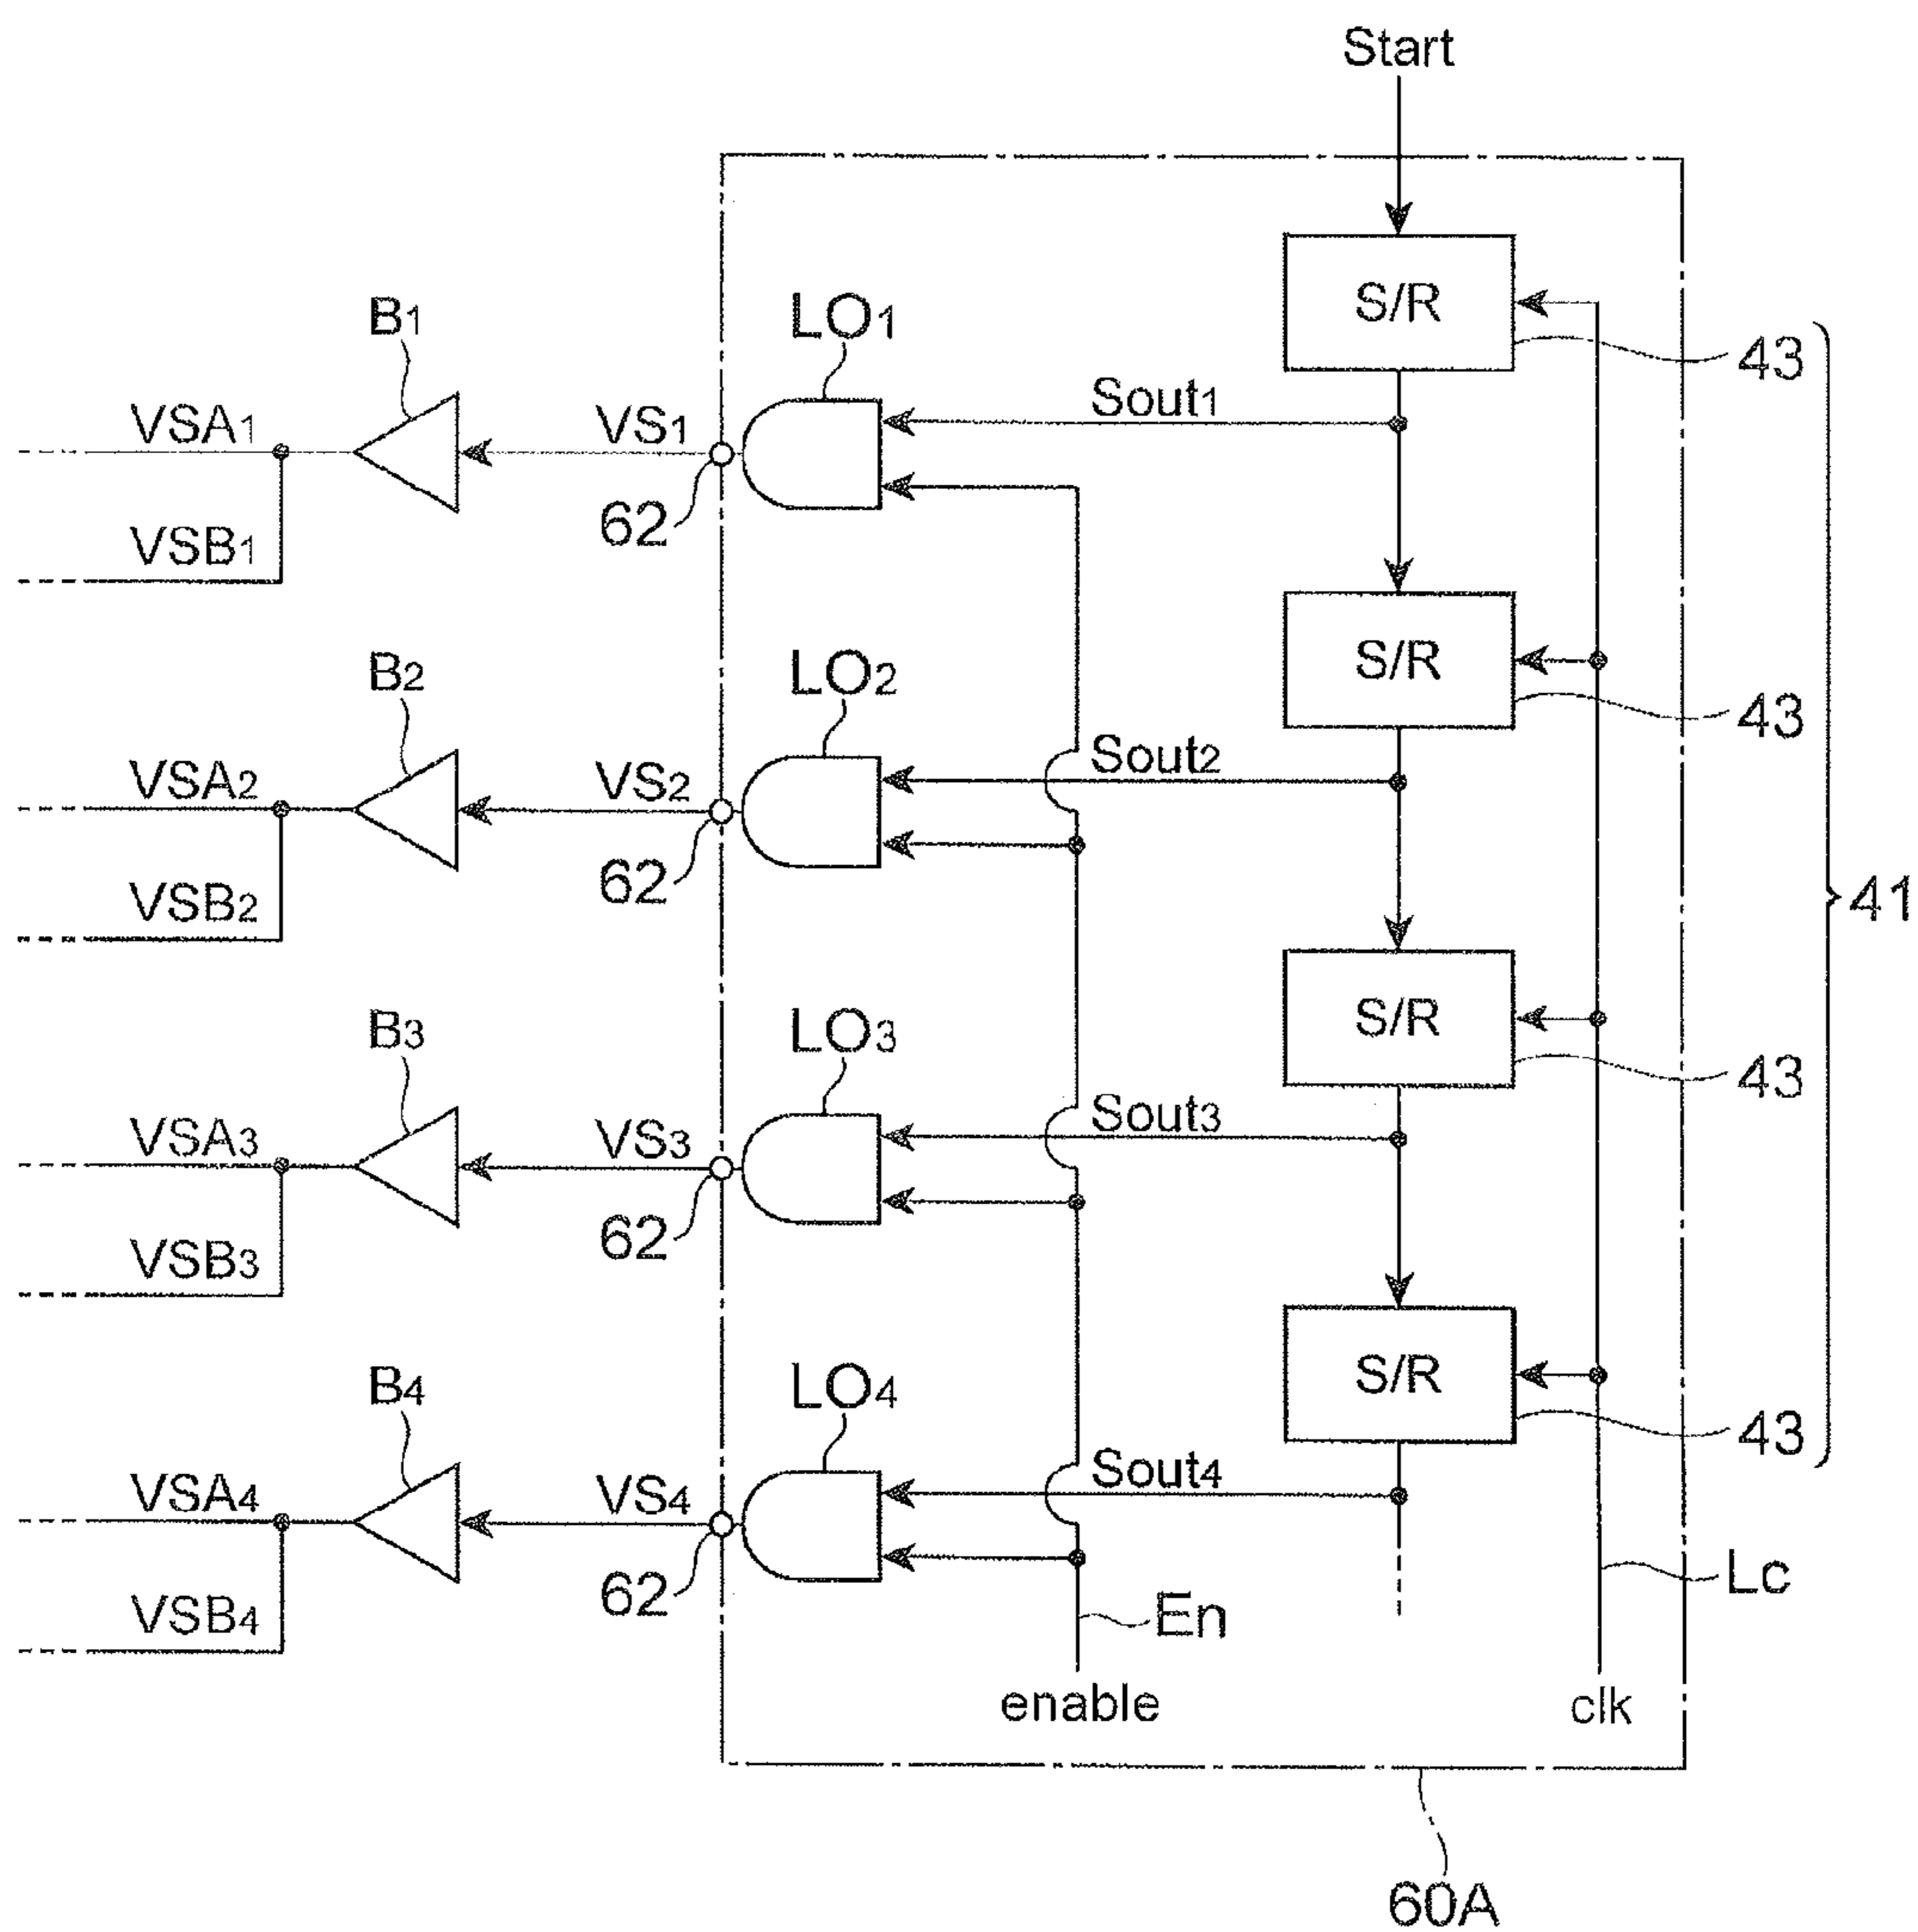 Start
S/R
43
B1
LO1
VSA1
VS1
Sout1
62
VSB1
S/R
43
B2
LO2
VSA2
VS2
Sout2
62
VSB2
41
S/R
43
B3
LO3
VSA3
VS3
Sout3
62
VSB3
S/R
43
B4
LO4
VSA4
VS4
Sout4
62
VSB4
En
Lc
enable
clk
60A